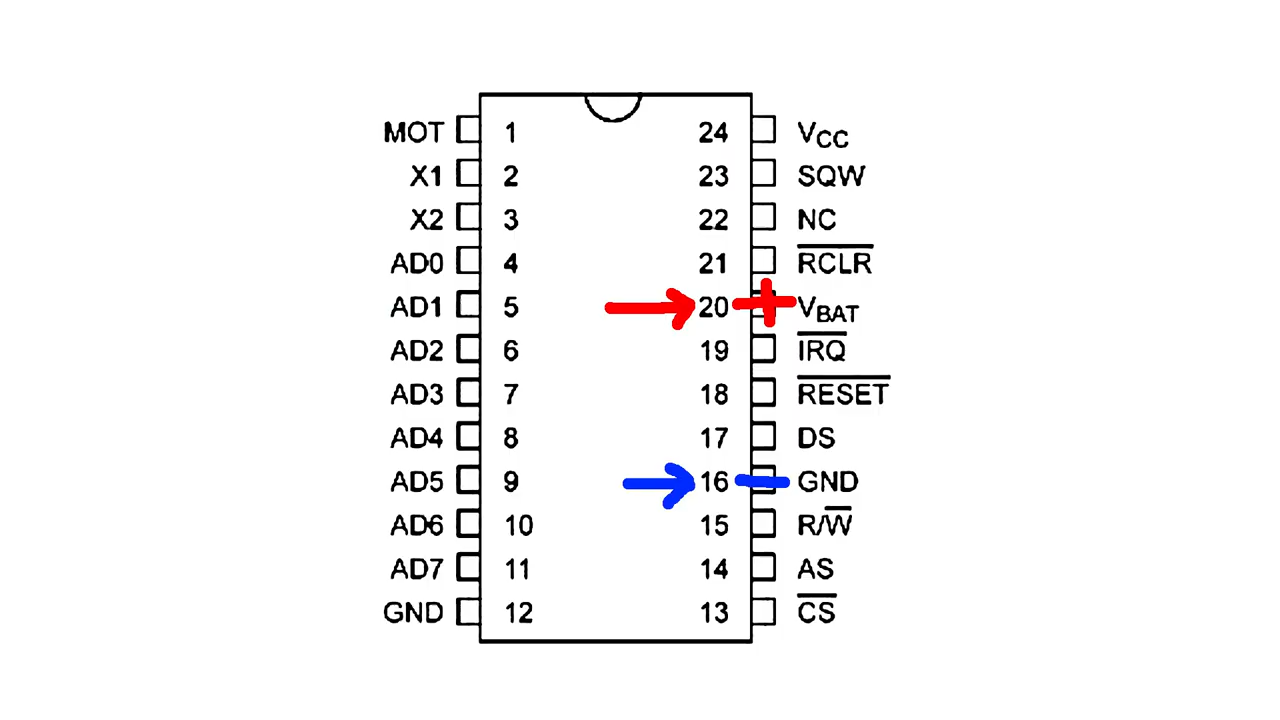 MOT 1 24 VCC
X1 2 23 SQW
X2 3 22 NC
AD0 4 21 RCLR
AD1 5 20 + VBAT
AD2 6 19 IRQ
AD3 7 18 RESET
AD4 8 17 DS
AD5 9 16 - GND
AD6 10 15 R/W
AD7 11 14 AS
GND 12 13 CS